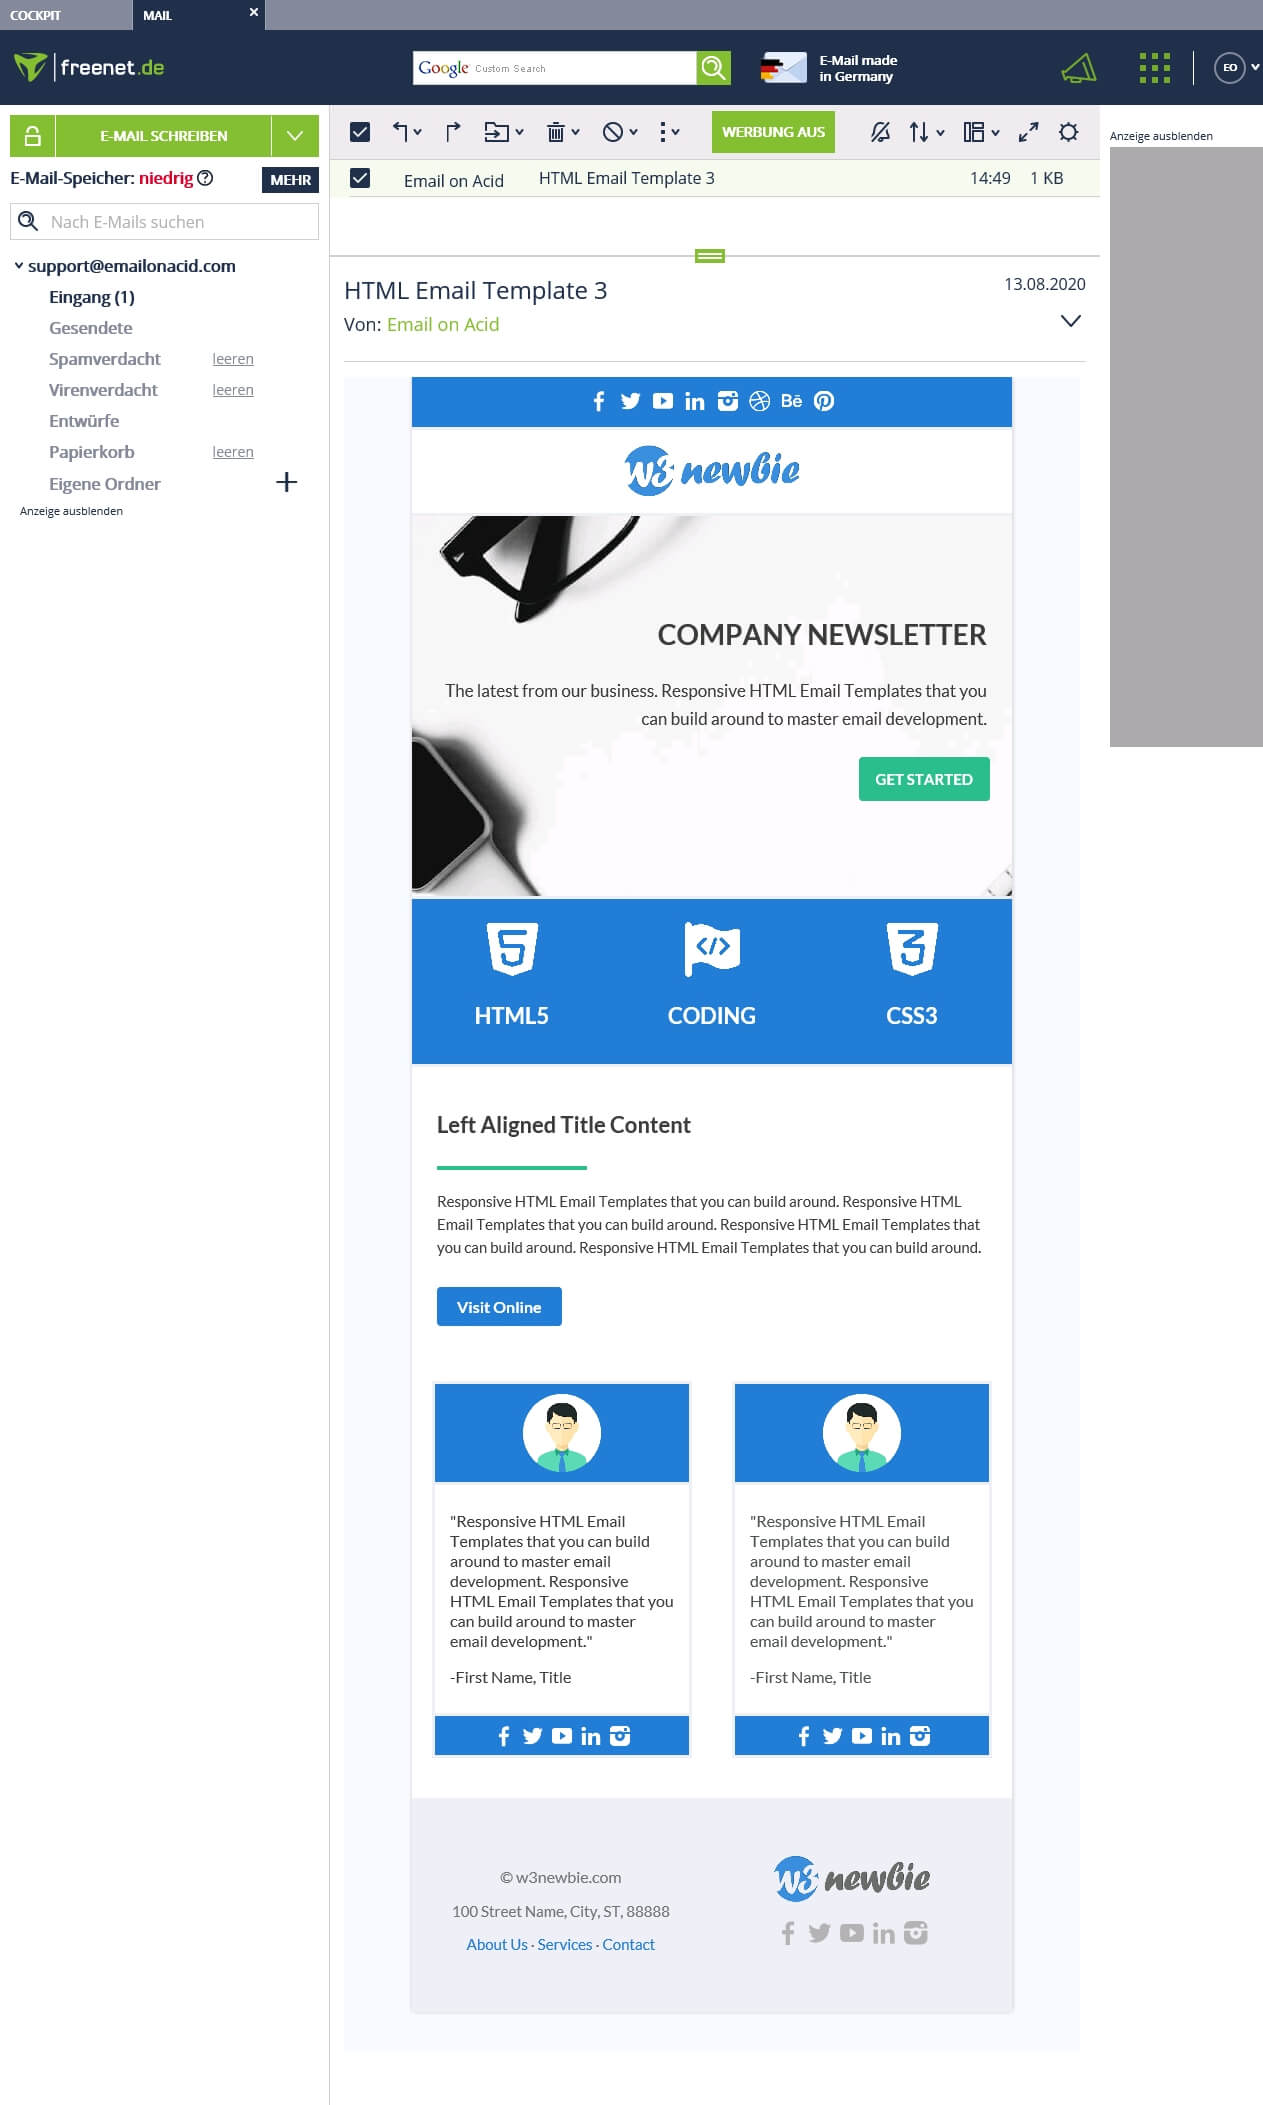 COCKPIT
MAIL
freenet.de
Google Custom Search
E-Mail made
in Germany
EO
E-MAIL SCHREIBEN
WERBUNG AUS
Anzeige ausblenden
E-Mail-Speicher: niedrig
MEHR
Email on Acid
HTML Email Template 3
14:49
1 KB
Nach E-Mails suchen
support@emailonacid.com
Eingang (1)
Gesendete
Spamverdacht leeren
Virenverdacht leeren
Entwürfe
Papierkorb leeren
Eigene Ordner
Anzeige ausblenden
HTML Email Template 3
13.08.2020
Von: Email on Acid
Bē
w3 newbie
COMPANY NEWSLETTER
The latest from our business. Responsive HTML Email Templates that you
can build around to master email development.
GET STARTED
5
3
HTML5
CODING
CSS3
Left Aligned Title Content
Responsive HTML Email Templates that you can build around. Responsive HTML
Email Templates that you can build around. Responsive HTML Email Templates that
you can build around. Responsive HTML Email Templates that you can build around.
Visit Online
"Responsive HTML Email
Templates that you can build
around to master email
development. Responsive
HTML Email Templates that you
can build around to master
email development."
-First Name, Title
"Responsive HTML Email
Templates that you can build
around to master email
development. Responsive
HTML Email Templates that you
can build around to master
email development."
-First Name, Title
© w3newbie.com
100 Street Name, City, ST, 88888
About Us · Services · Contact
w3 newbie